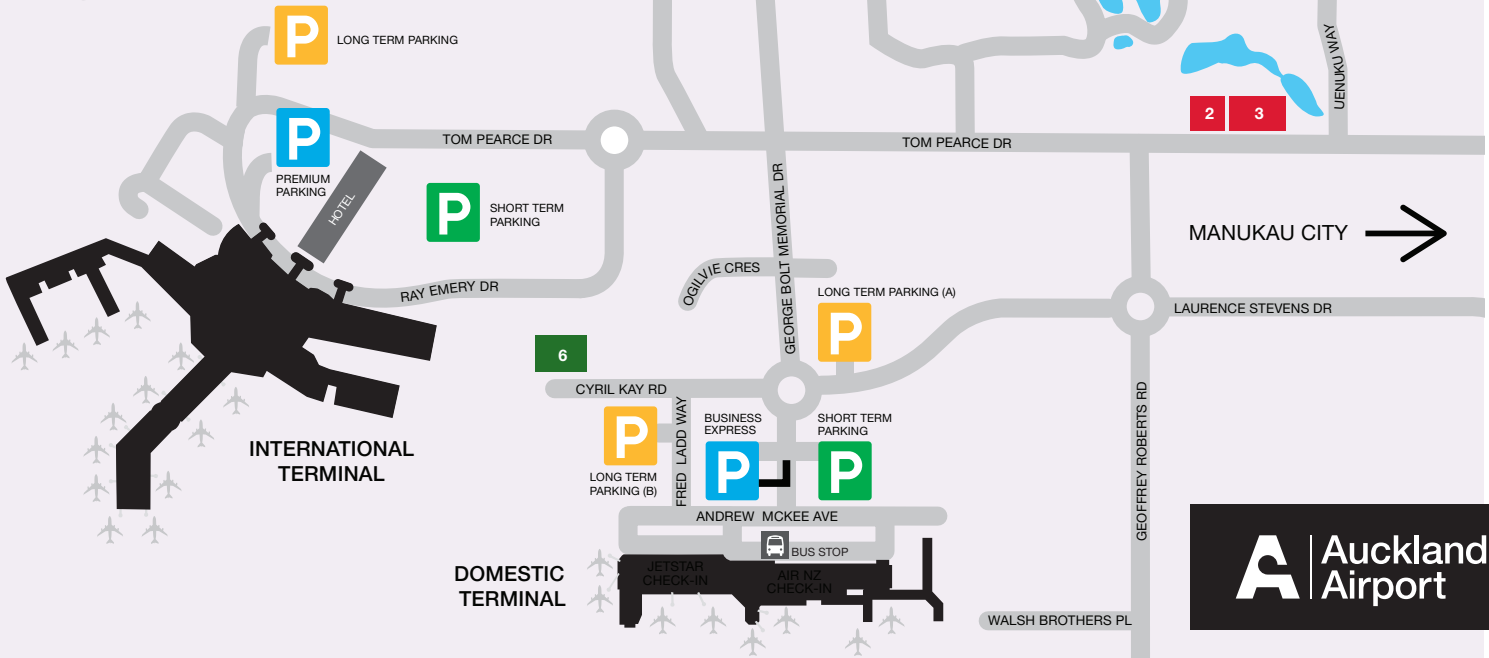 P
LONG TERM PARKING
P
PREMIUM
PARKING
HOTEL
TOM PEARCE DR
P
SHORT TERM
PARKING
RAY EMERY DR
TOM PEARCE DR
2
3
UENUKU WAY
GEORGE BOLT MEMORIAL DR
MANUKAU CITY
OGILVIE CRES
LONG TERM PARKING (A)
P
LAURENCE STEVENS DR
6
CYRIL KAY RD
FRED LADD WAY
P
LONG TERM
PARKING (B)
BUSINESS
EXPRESS
P
SHORT TERM
PARKING
P
GEOFFREY ROBERTS RD
INTERNATIONAL
TERMINAL
ANDREW MCKEE AVE
BUS STOP
DOMESTIC
TERMINAL
JETSTAR
CHECK-IN
AIR NZ
CHECK-IN
WALSH BROTHERS PL
Auckland
Airport